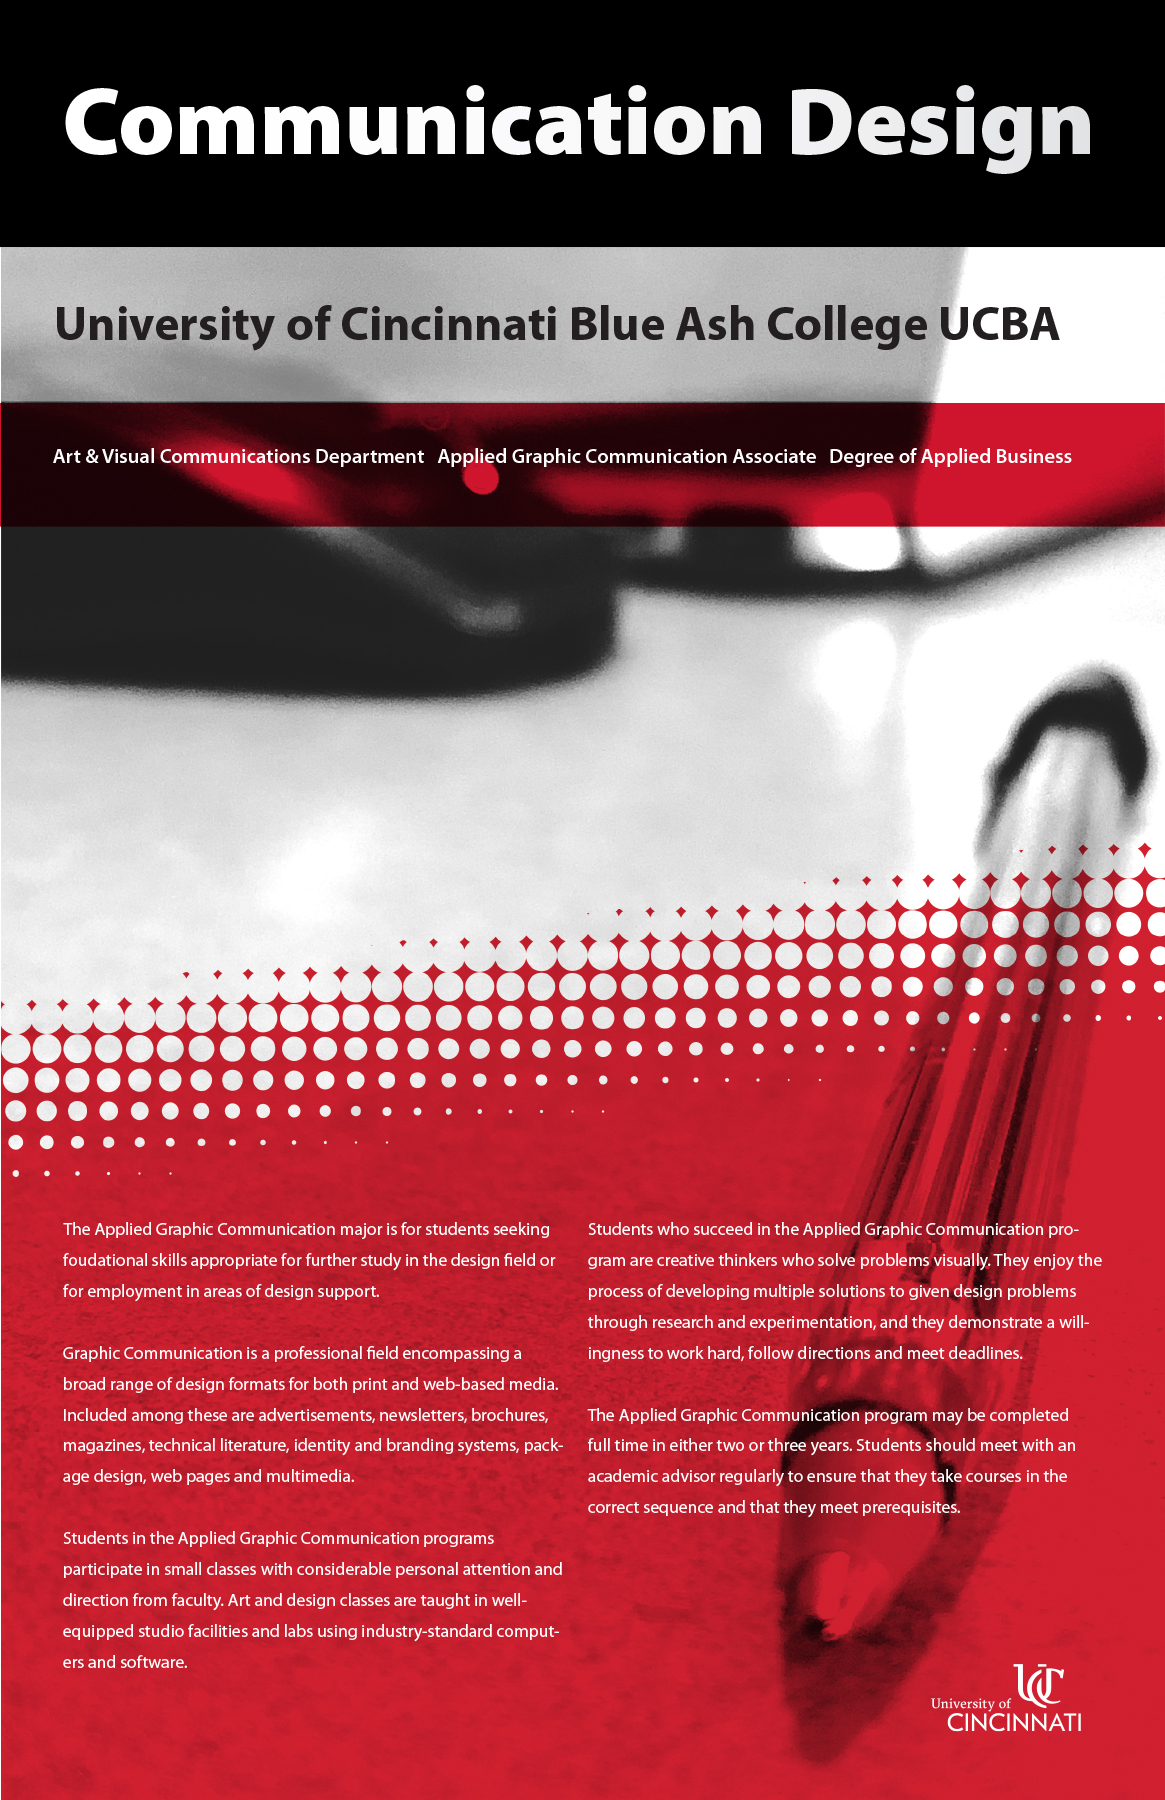 Communication Design
University of Cincinnati Blue Ash College UCBA
Art & Visual Communications Department Applied Graphic Communication Associate Degree of Applied Business
The Applied Graphic Communication major is for students seeking
foudational skills appropriate for further study in the design field or
for employment in areas of design support.
Graphic Communication is a professional field encompassing a
broad range of design formats for both print and web-based media.
Included among these are advertisements, newsletters, brochures,
magazines, technical literature, identity and branding systems, pack-
age design, web pages and multimedia.
Students in the Applied Graphic Communication programs
participate in small classes with considerable personal attention and
direction from faculty. Art and design classes are taught in well-
equipped studio facilities and labs using industry-standard comput-
ers and software.
Students who succeed in the Applied Graphic Communication pro-
gram are creative thinkers who solve problems visually. They enjoy the
process of developing multiple solutions to given design problems
through research and experimentation, and they demonstrate a will-
ingness to work hard, follow directions and meet deadlines.
The Applied Graphic Communication program may be completed
full time in either two or three years. Students should meet with an
academic advisor regularly to ensure that they take courses in the
correct sequence and that they meet prerequisites.
UC
University of
CINCINNATI